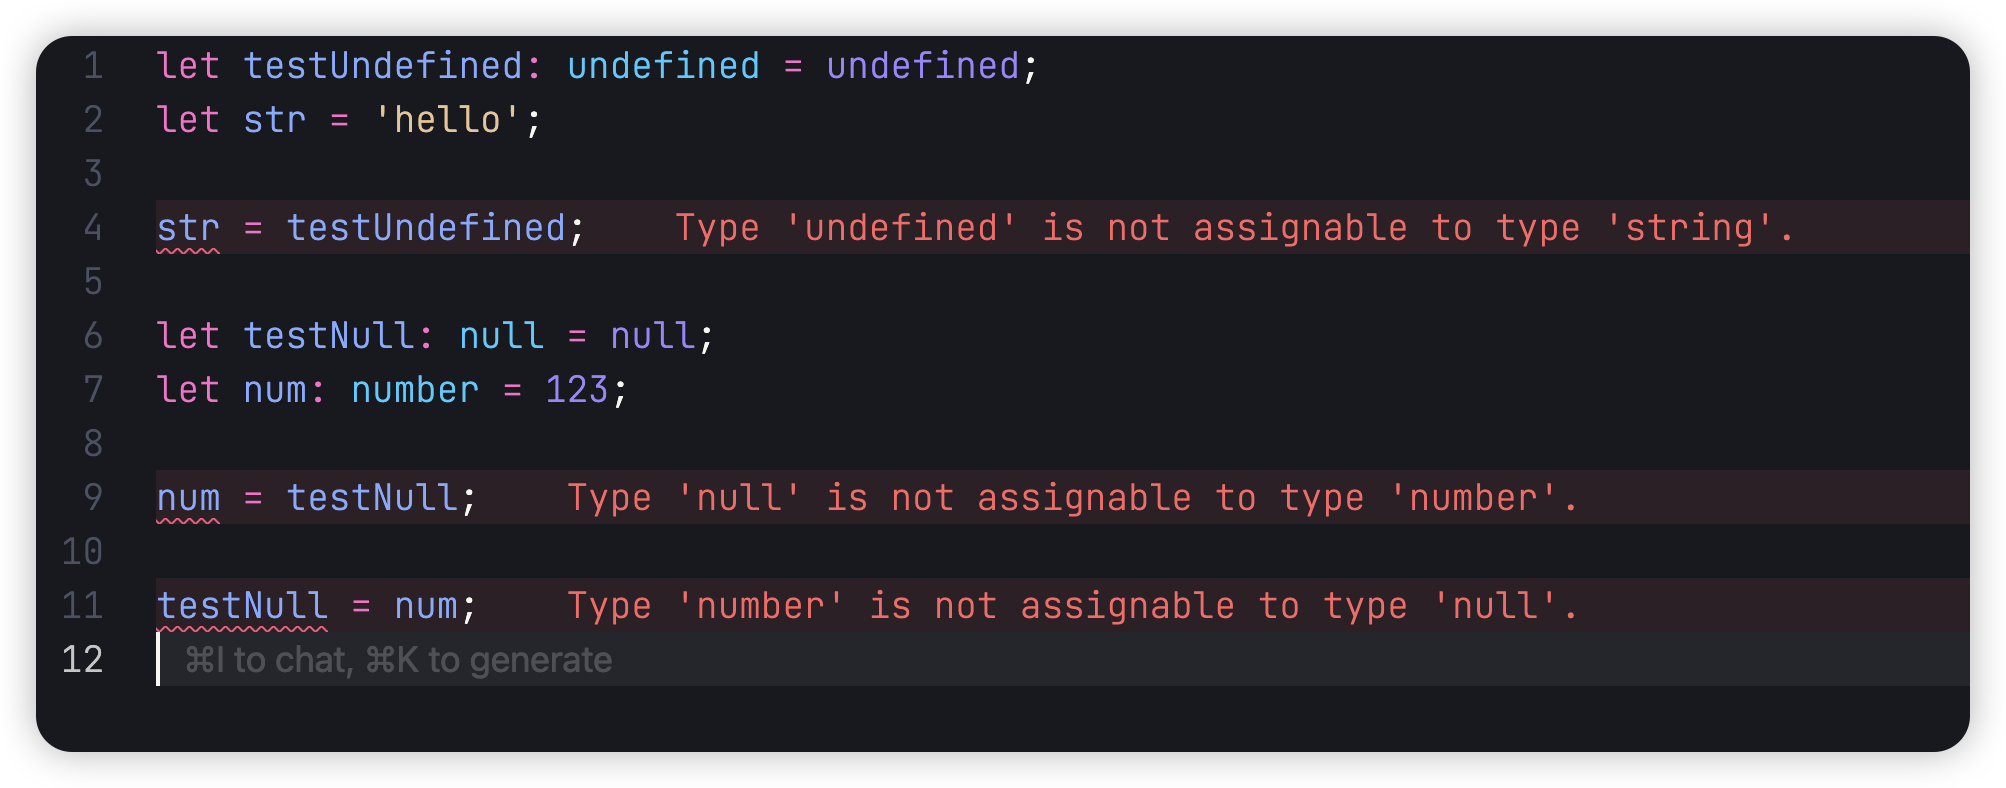 1 let testUndefined: undefined = undefined;
2 let str = 'hello';
3
4 str = testUndefined; Type 'undefined' is not assignable to type 'string'.
5
6 let testNull: null = null;
7 let num: number = 123;
8
9 num = testNull; Type 'null' is not assignable to type 'number'.
10
11 testNull = num; Type 'number' is not assignable to type 'null'.
12 ⌘I to chat, ⌘K to generate